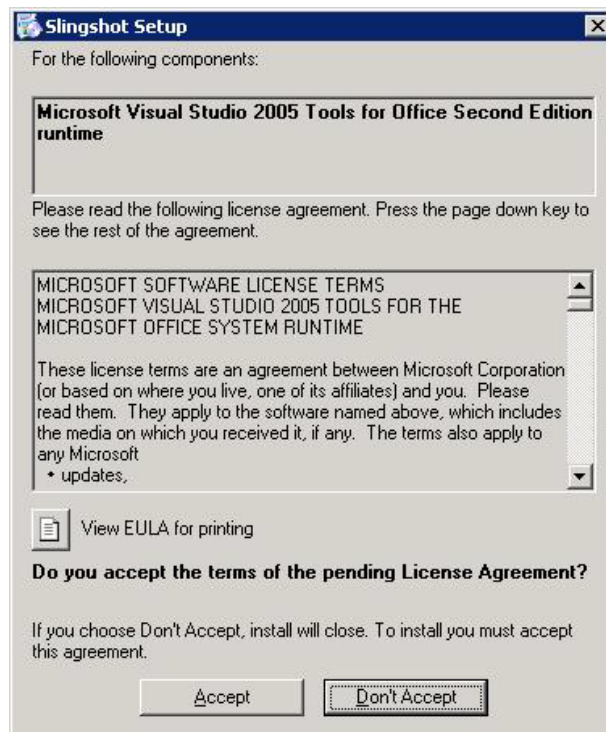 Slingshot Setup
For the following components:
Microsoft Visual Studio 2005 Tools for Office Second Edition
runtime
Please read the following license agreement. Press the page down key to
see the rest of the agreement.
MICROSOFT SOFTWARE LICENSE TERMS
MICROSOFT VISUAL STUDIO 2005 TOOLS FOR THE
MICROSOFT OFFICE SYSTEM RUNTIME
These license terms are an agreement between Microsoft Corporation
(or based on where you live, one of its affiliates) and you. Please
read them. They apply to the software named above, which includes
the media on which you received it, if any. The terms also apply to
any Microsoft
• updates,
View EULA for printing
Do you accept the terms of the pending License Agreement?
If you choose Don't Accept, install will close. To install you must accept
this agreement.
Accept
Don't Accept